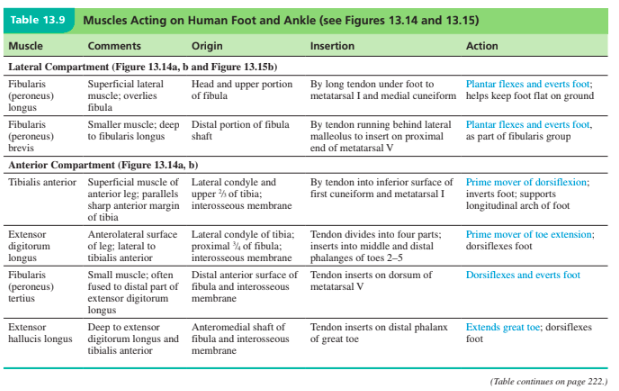 Table 13.9 Muscles Acting on Human Foot and Ankle (see Figures 13.14 and 13.15)
Muscle Comments Origin Insertion Action
Lateral Compartment (Figure 13.14a, b and Figure 13.15b)
Fibularis Superficial lateral Head and upper portion By long tendon under foot to Plantar flexes and everts foot;
(peroneus) muscle; overlies of fibula metatarsal I and medial cuneiform helps keep foot flat on ground
longus fibula
Fibularis Smaller muscle; deep Distal portion of fibula By tendon running behind lateral Plantar flexes and everts foot,
(peroneus) to fibularis longus shaft malleolus to insert on proximal as part of fibularis group
brevis end of metatarsal V
Anterior Compartment (Figure 13.14a, b)
Tibialis anterior Superficial muscle of Lateral condyle and By tendon into inferior surface of Prime mover of dorsiflexion;
anterior leg; parallels upper ⅔ of tibia; first cuneiform and metatarsal I inverts foot; supports
sharp anterior margin interosseous membrane longitudinal arch of foot
of tibia
Extensor Anterolateral surface Lateral condyle of tibia; Tendon divides into four parts; Prime mover of toe extension;
digitorum of leg; lateral to proximal ¾ of fibula; inserts into middle and distal dorsiflexes foot
longus tibialis anterior interosseous membrane phalanges of toes 2–5
Fibularis Small muscle; often Distal anterior surface of Tendon inserts on dorsum of Dorsiflexes and everts foot
(peroneus) fused to distal part of fibula and interosseous metatarsal V
tertius extensor digitorum membrane
longus
Extensor Deep to extensor Anteromedial shaft of Tendon inserts on distal phalanx Extends great toe; dorsiflexes
hallucis longus digitorum longus and fibula and interosseous of great toe foot
tibialis anterior membrane
(Table continues on page 222.)